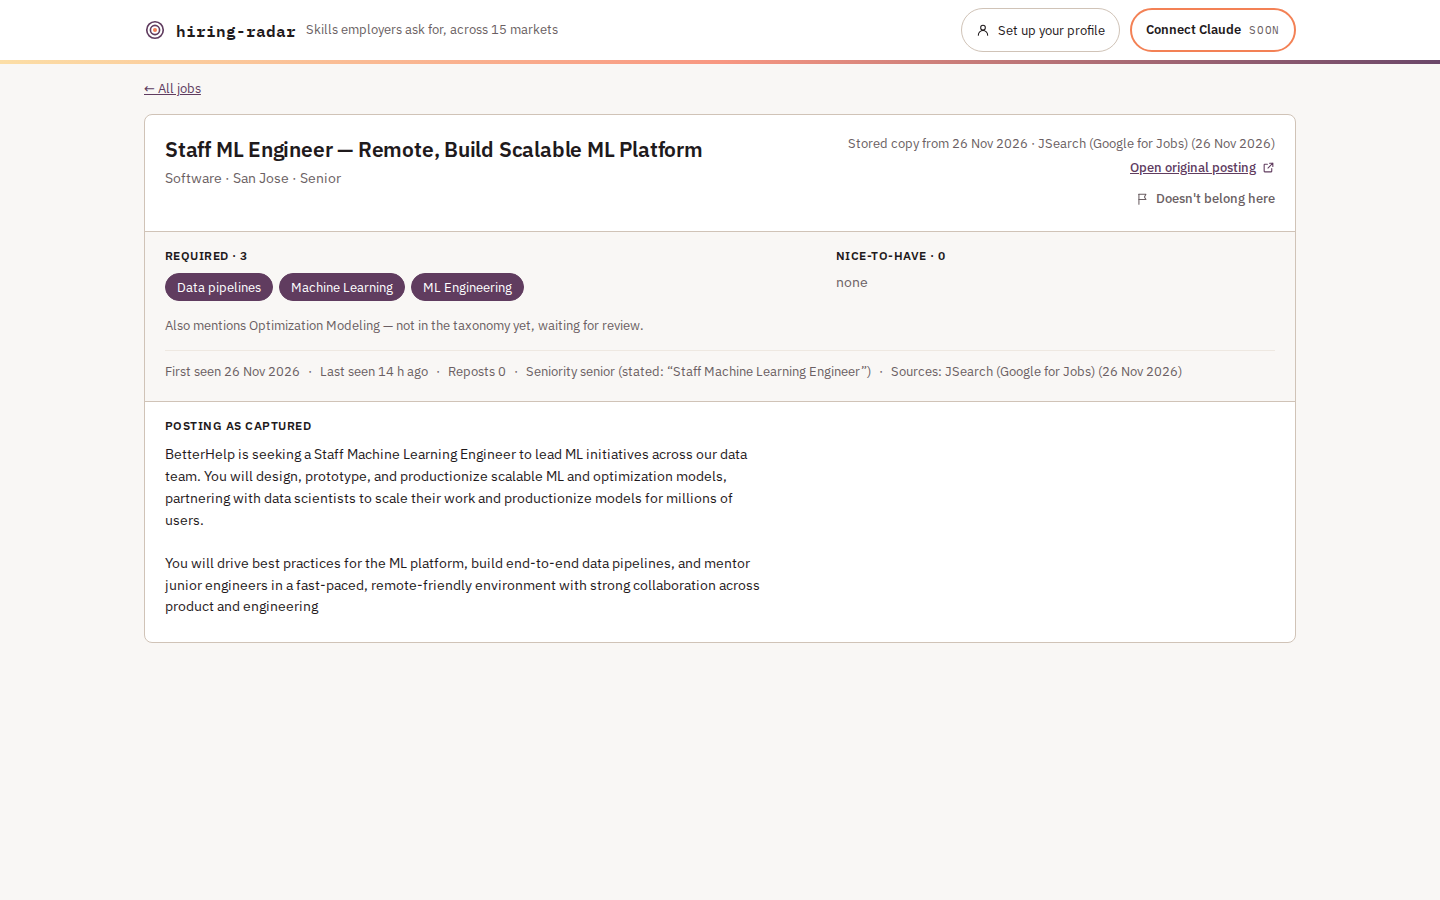 hiring-radar
Skills employers ask for, across 15 markets
Set up your profile
Connect Claude SOON
← All jobs
Staff ML Engineer — Remote, Build Scalable ML Platform
Software · San Jose · Senior
Stored copy from 26 Nov 2026 · JSearch (Google for Jobs) (26 Nov 2026)
Open original posting
Doesn't belong here
REQUIRED · 3
Data pipelines
Machine Learning
ML Engineering
Also mentions Optimization Modeling — not in the taxonomy yet, waiting for review.
NICE-TO-HAVE · 0
none
First seen 26 Nov 2026 · Last seen 14 h ago · Reposts 0 · Seniority senior (stated: “Staff Machine Learning Engineer”) · Sources: JSearch (Google for Jobs) (26 Nov 2026)
POSTING AS CAPTURED
BetterHelp is seeking a Staff Machine Learning Engineer to lead ML initiatives across our data
team. You will design, prototype, and productionize scalable ML and optimization models,
partnering with data scientists to scale their work and productionize models for millions of
users.
You will drive best practices for the ML platform, build end-to-end data pipelines, and mentor
junior engineers in a fast-paced, remote-friendly environment with strong collaboration across
product and engineering